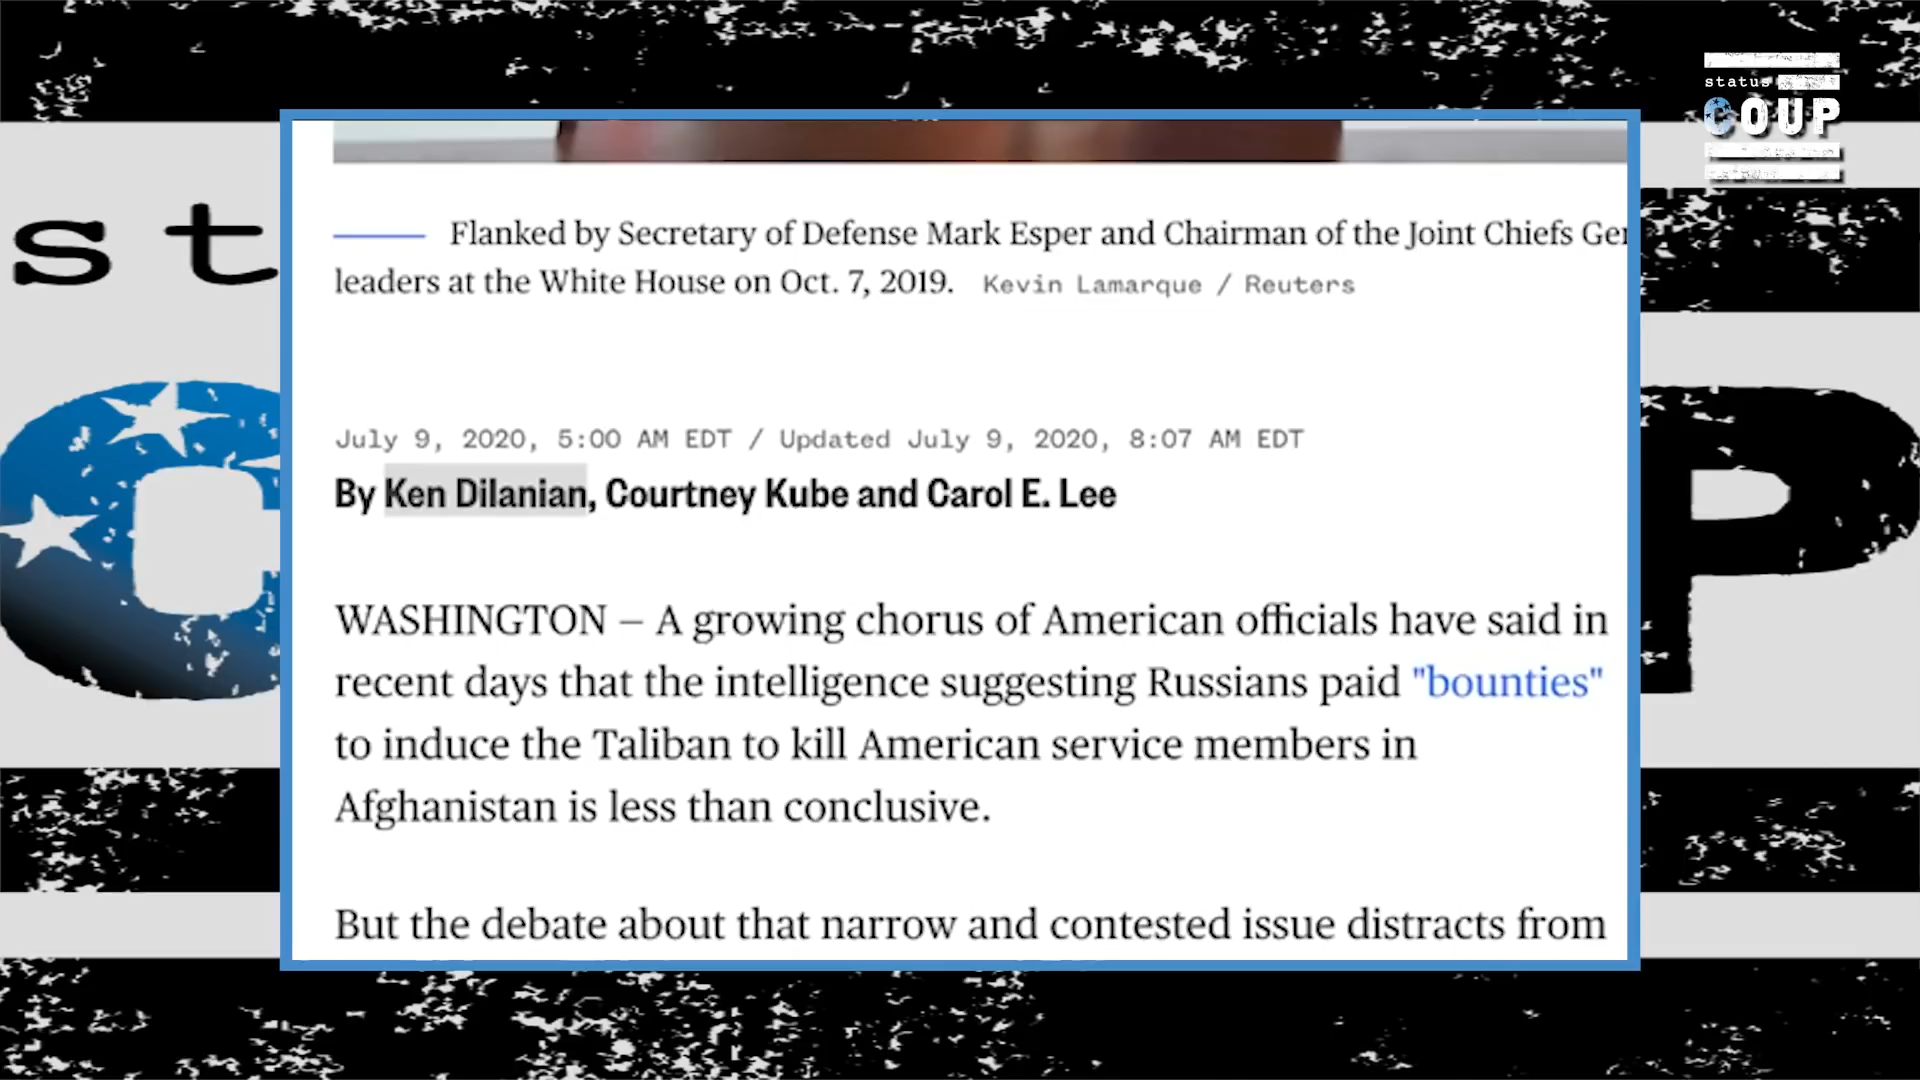 status
COUP
st
C
P
Flanked by Secretary of Defense Mark Esper and Chairman of the Joint Chiefs Gen
leaders at the White House on Oct. 7, 2019. Kevin Lamarque / Reuters
July 9, 2020, 5:00 AM EDT / Updated July 9, 2020, 8:07 AM EDT
By Ken Dilanian, Courtney Kube and Carol E. Lee
WASHINGTON — A growing chorus of American officials have said in
recent days that the intelligence suggesting Russians paid "bounties"
to induce the Taliban to kill American service members in
Afghanistan is less than conclusive.
But the debate about that narrow and contested issue distracts from